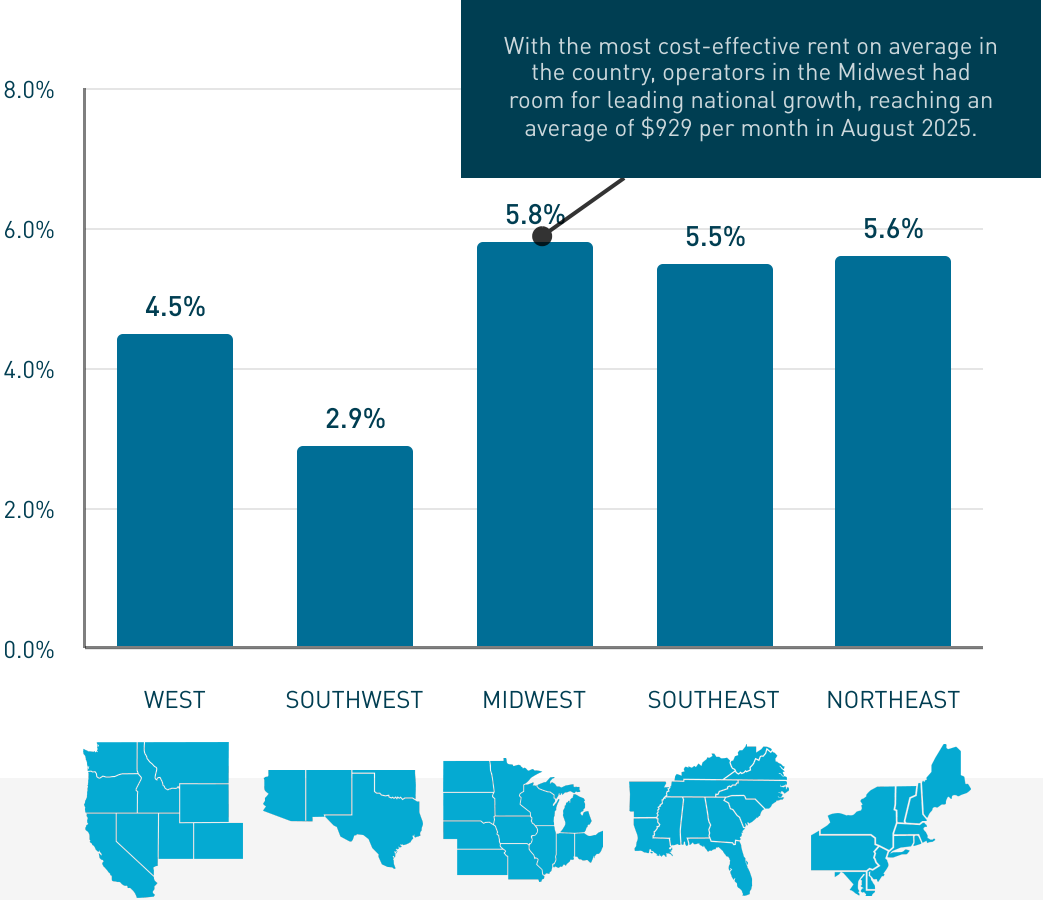 With the most cost-effective rent on average in
the country, operators in the Midwest had
room for leading national growth, reaching an
average of $929 per month in August 2025.
8.0%
6.0%
4.0%
2.0%
0.0%
4.5%
2.9%
5.8%
5.5%
5.6%
WEST
SOUTHWEST
MIDWEST
SOUTHEAST
NORTHEAST